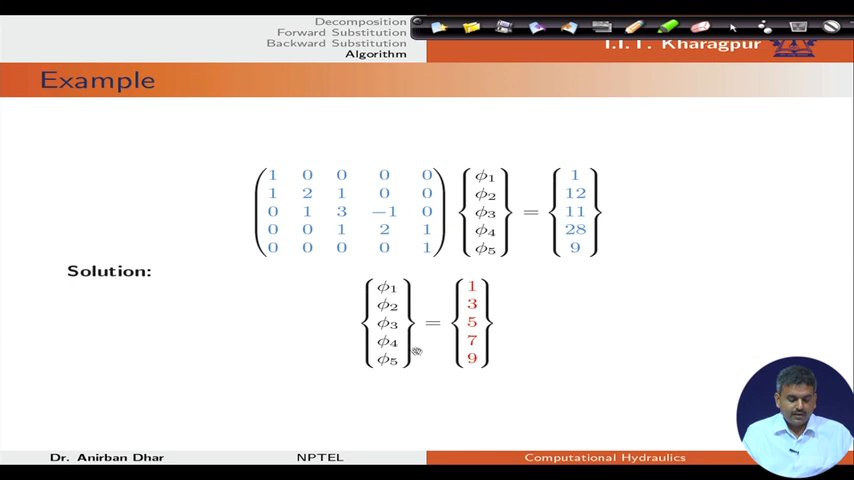 Decomposition
Forward Substitution
Backward Substitution
Algorithm
I.I.T. Kharagpur
Example
1 0 0 0 0 ϕ1 1
1 2 1 0 0 ϕ2 12
0 1 3 −1 0 ϕ3 = 11
0 0 1 2 1 ϕ4 28
0 0 0 0 1 ϕ5 9
Solution:
ϕ1 1
ϕ2 3
ϕ3 = 5
ϕ4 7
ϕ5 9
Dr. Anirban Dhar NPTEL Computational Hydraulics